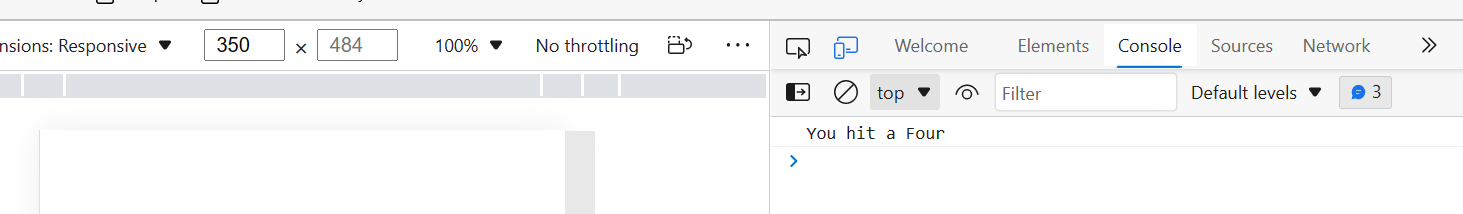 nsions: Responsive 350 × 484 100% No throttling
Welcome Elements Console Sources Network
top Filter Default levels 3
You hit a Four